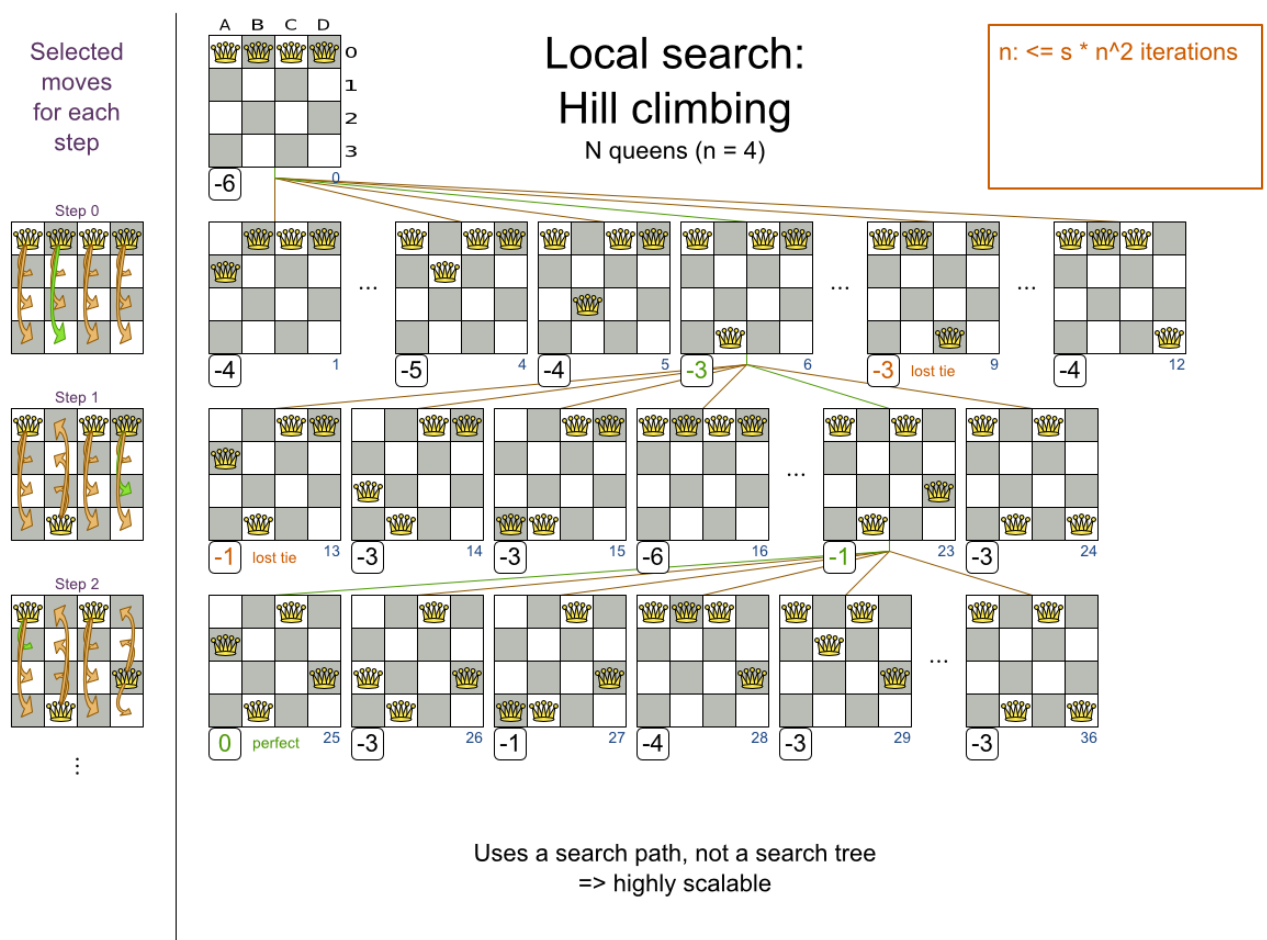 Selected
moves
for each
step
A B C D
0
1
2
3
-6
0
Local search:
Hill climbing
N queens (n = 4)
n: <= s * n^2 iterations
Step 0
... ... ...
-4 1 -5 4 -4 5 -3 6 -3 lost tie 9 -4 12
Step 1
...
-1 lost tie 13 -3 14 -3 15 -6 16 -1 23 -3 24
Step 2
...
0 perfect 25 -3 26 -1 27 -4 28 -3 29 -3 36
...
Uses a search path, not a search tree
=> highly scalable